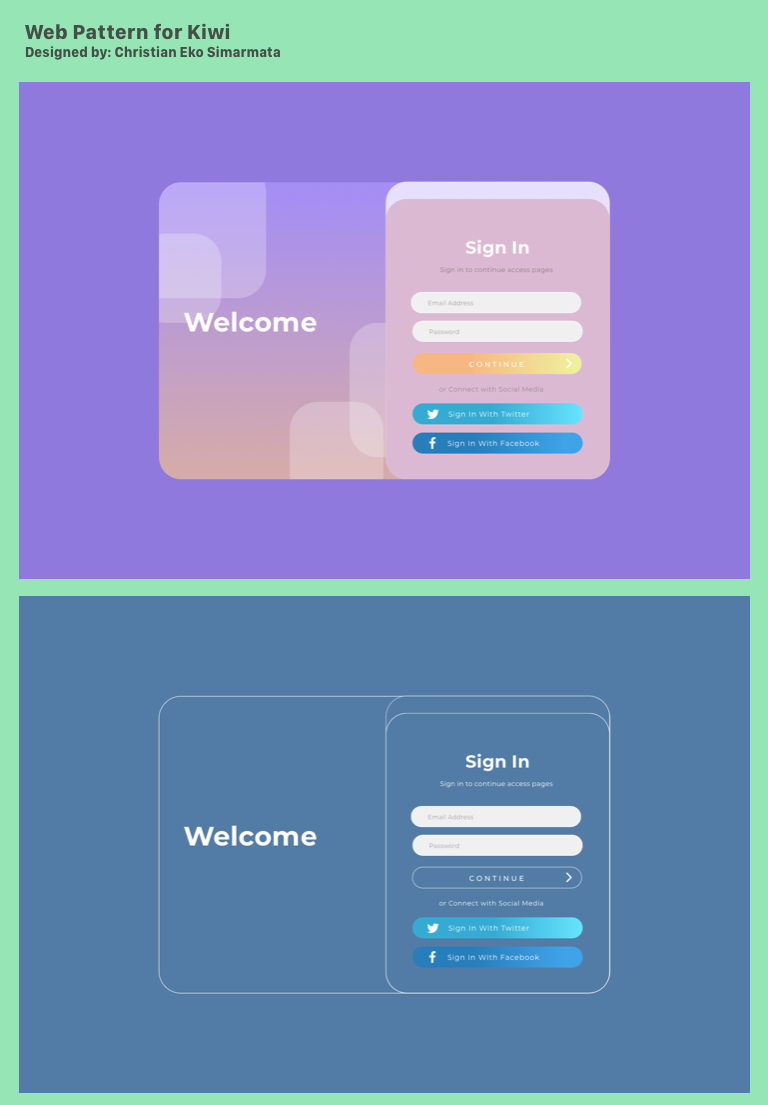 Web Pattern for Kiwi
Designed by: Christian Eko Simarmata
Welcome
Sign In
Sign in to continue access pages
Email Address
Password
CONTINUE
or Connect with Social Media
Sign In With Twitter
Sign In With Facebook
Welcome
Sign In
Sign in to continue access pages
Email Address
Password
CONTINUE
or Connect with Social Media
Sign In With Twitter
Sign In With Facebook